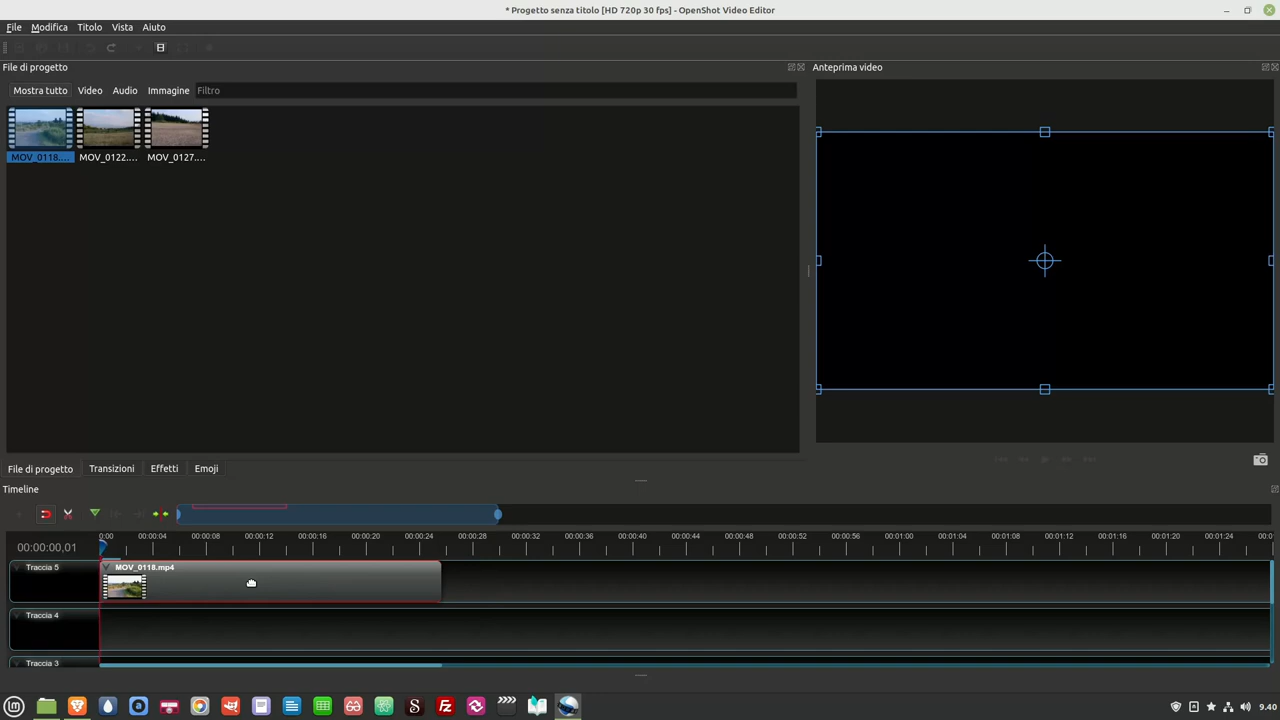 * Progetto senza titolo [HD 720p 30 fps] - OpenShot Video Editor
File Modifica Titolo Vista Aiuto
File di progetto
Anteprima video
Mostra tutto Video Audio Immagine Filtro
MOV_0118.... MOV_0122.... MOV_0127....
File di progetto Transizioni Effetti Emoji
Timeline
00:00:00,01
0:00 00:00:04 00:00:08 00:00:12 00:00:16 00:00:20 00:00:24 00:00:28 00:00:32 00:00:36 00:00:40 00:00:44 00:00:48 00:00:52 00:00:56 00:01:00 00:01:04 00:01:08 00:01:12 00:01:16 00:01:20 00:01:24 00:0
Traccia 5 MOV_0118.mp4
Traccia 4
Traccia 3
9.40